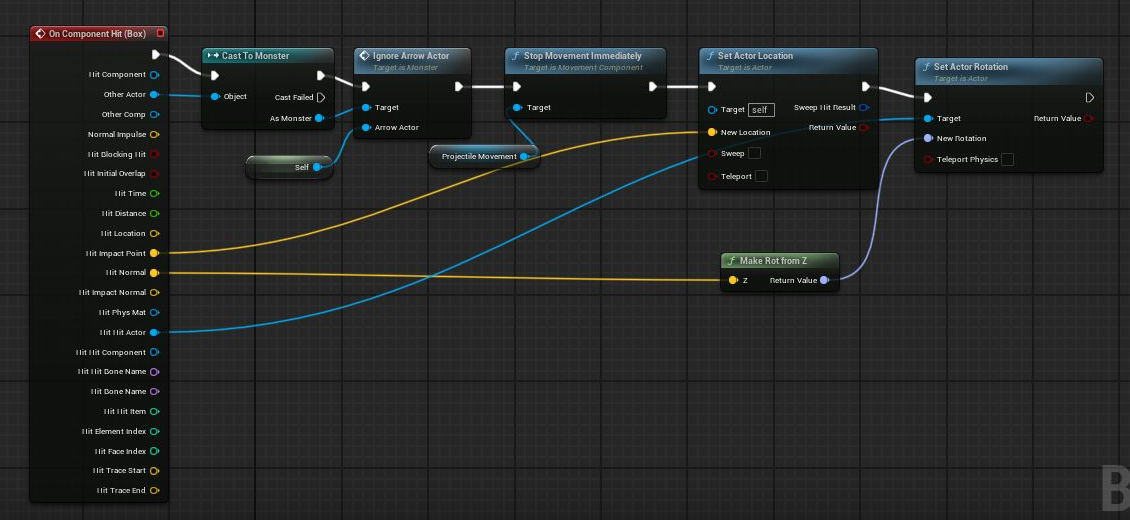 On Component Hit (Box)
Hit Component
Other Actor
Other Comp
Normal Impulse
Hit Blocking Hit
Hit Initial Overlap
Hit Time
Hit Distance
Hit Location
Hit Impact Point
Hit Normal
Hit Impact Normal
Hit Phys Mat
Hit Hit Actor
Hit Hit Component
Hit Hit Bone Name
Hit Bone Name
Hit Hit Item
Hit Element Index
Hit Face Index
Hit Trace Start
Hit Trace End
Cast To Monster
Object
Cast Failed
As Monster
Self
Ignore Arrow Actor
Target is Monster
Target
Arrow Actor
Projectile Movement
Stop Movement Immediately
Target is Movement Component
Target
Set Actor Location
Target is Actor
Target self
Sweep Hit Result
New Location
Return Value
Sweep
Teleport
Make Rot from Z
Z Return Value
Set Actor Rotation
Target is Actor
Target Return Value
New Rotation
Teleport Physics
B